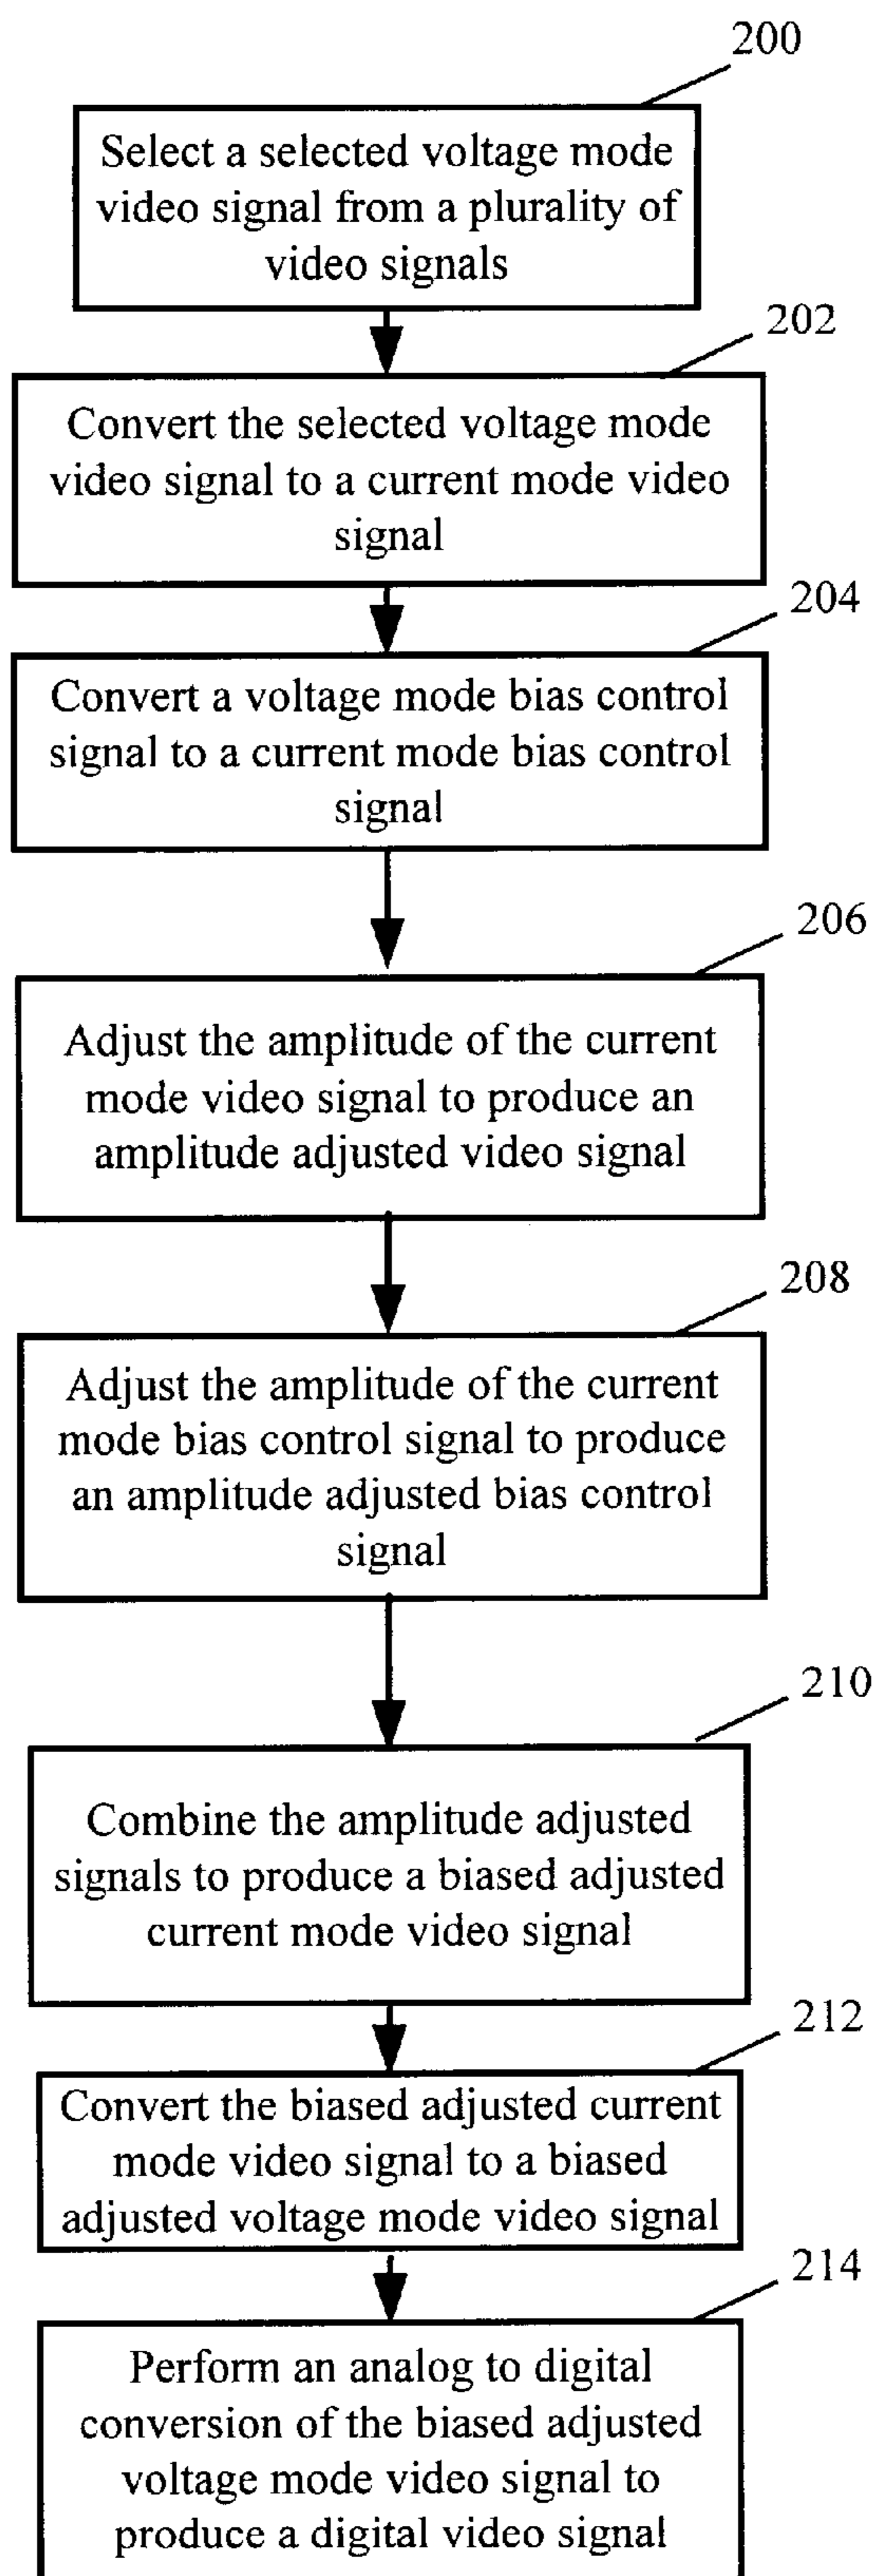 200
Select a selected voltage mode
video signal from a plurality of
video signals
202
Convert the selected voltage mode
video signal to a current mode video
signal
204
Convert a voltage mode bias control
signal to a current mode bias control
signal
206
Adjust the amplitude of the current
mode video signal to produce an
amplitude adjusted video signal
208
Adjust the amplitude of the current
mode bias control signal to produce
an amplitude adjusted bias control
signal
210
Combine the amplitude adjusted
signals to produce a biased adjusted
current mode video signal
212
Convert the biased adjusted current
mode video signal to a biased
adjusted voltage mode video signal
214
Perform an analog to digital
conversion of the biased adjusted
voltage mode video signal to
produce a digital video signal